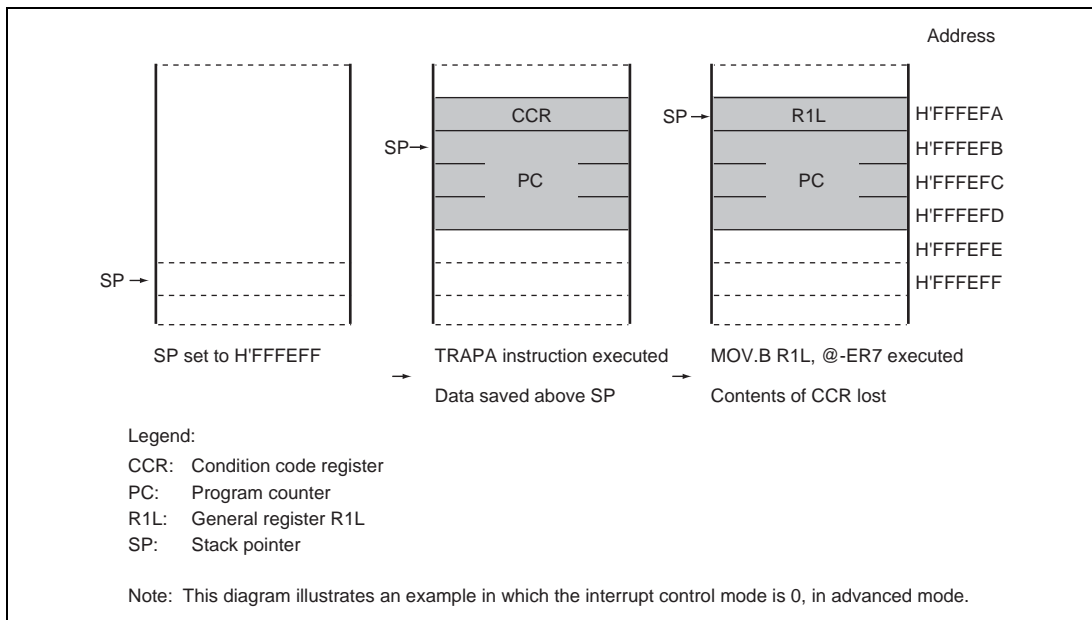 Address
CCR
SP → R1L H'FFFEFA
SP → H'FFFEFB
PC PC H'FFFEFC
H'FFFEFD
H'FFFEFE
SP → H'FFFEFF
SP set to H'FFFEFF → TRAPA instruction executed → MOV.B R1L, @-ER7 executed
Data saved above SP Contents of CCR lost
Legend:
CCR: Condition code register
PC: Program counter
R1L: General register R1L
SP: Stack pointer
Note: This diagram illustrates an example in which the interrupt control mode is 0, in advanced mode.